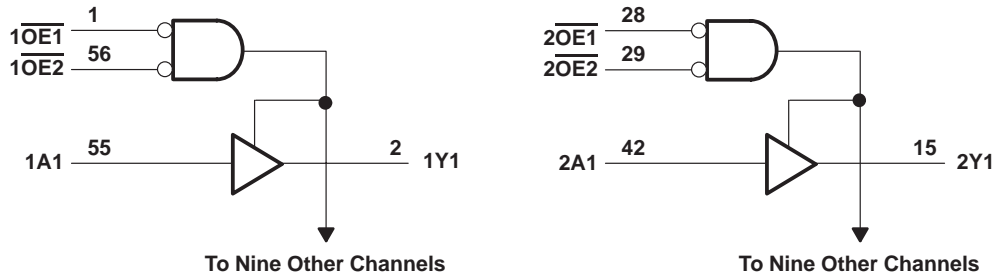 1
1OE1
56
1OE2
55
1A1
2
1Y1
To Nine Other Channels
28
2OE1
29
2OE2
42
2A1
15
2Y1
To Nine Other Channels